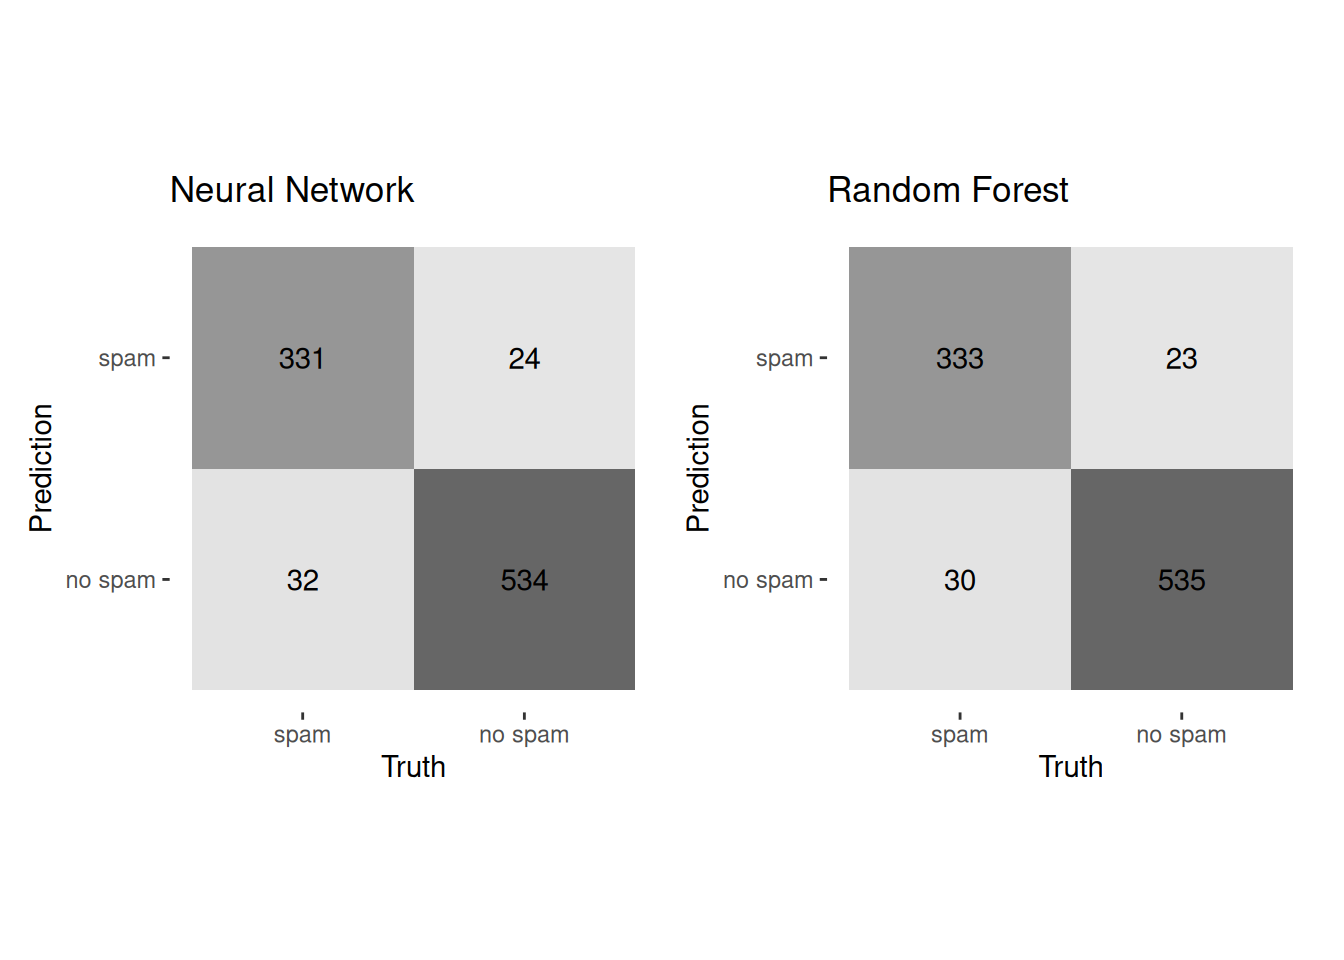 Neural Network
spam
331
24
Prediction
no spam
32
534
spam
no spam
Truth
Random Forest
spam
333
23
Prediction
no spam
30
535
spam
no spam
Truth